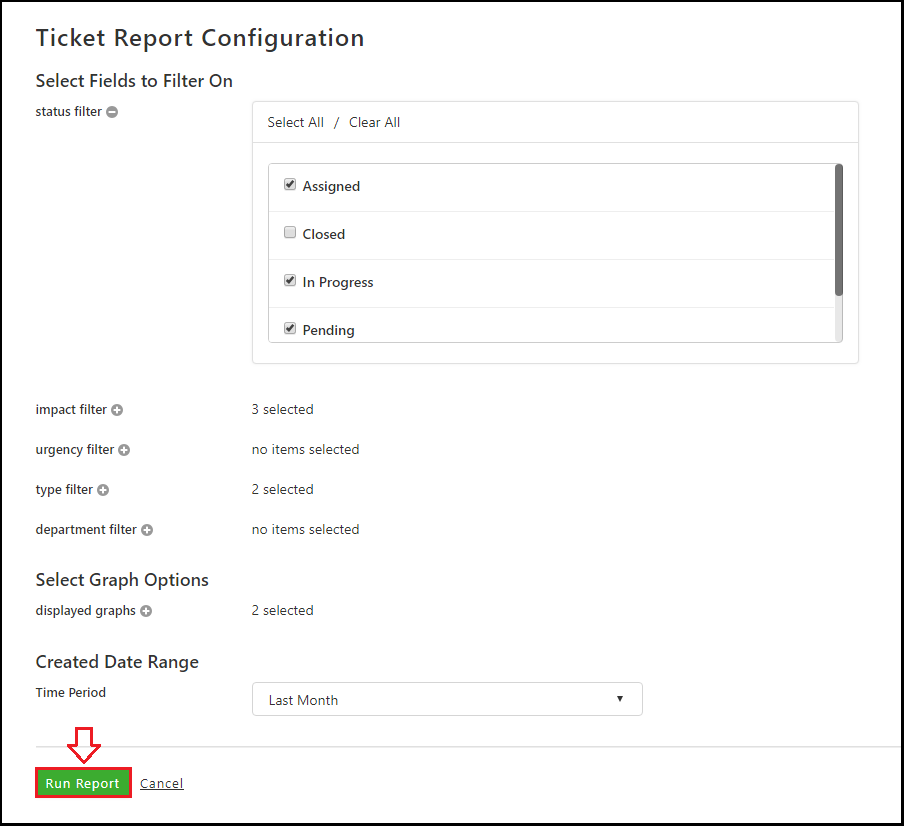 Ticket Report Configuration
Select Fields to Filter On
status filter
Select All / Clear All
Assigned
Closed
In Progress
Pending
impact filter 3 selected
urgency filter no items selected
type filter 2 selected
department filter no items selected
Select Graph Options
displayed graphs 2 selected
Created Date Range
Time Period
Last Month
Run Report Cancel